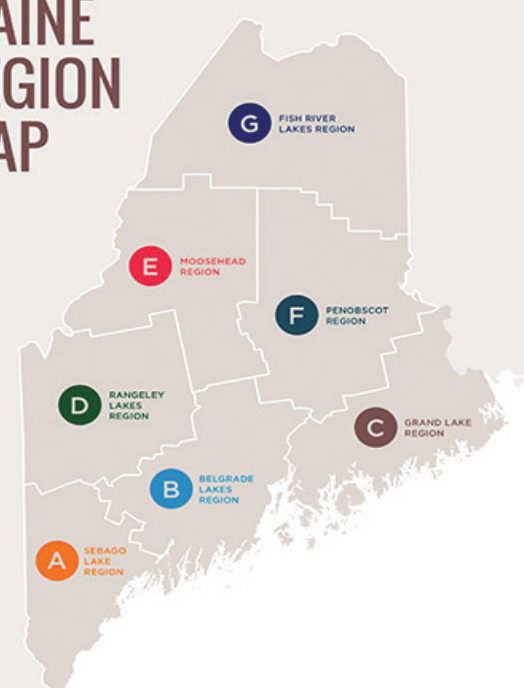 AINE
EGION
AP
G
FISH RIVER
LAKES REGION
E
MOOSEHEAD
REGION
F
PENOBSCOT
REGION
D
RANGELEY
LAKES
REGION
C
GRAND LAKE
REGION
B
BELGRADE
LAKES
REGION
A
SEBAGO
LAKE
REGION